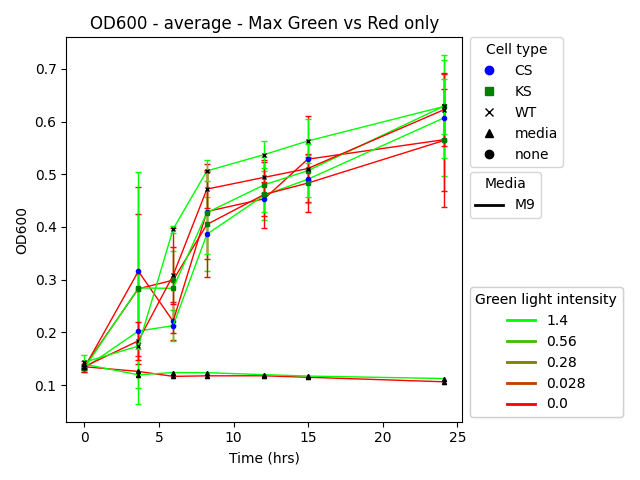 OD600 - average - Max Green vs Red only
0.7
0.6
0.5
0.4
0.3
0.2
0.1
OD600
0
5
10
15
20
25
Time (hrs)
Cell type
CS
KS
WT
media
none
Media
M9
Green light intensity
1.4
0.56
0.28
0.028
0.0